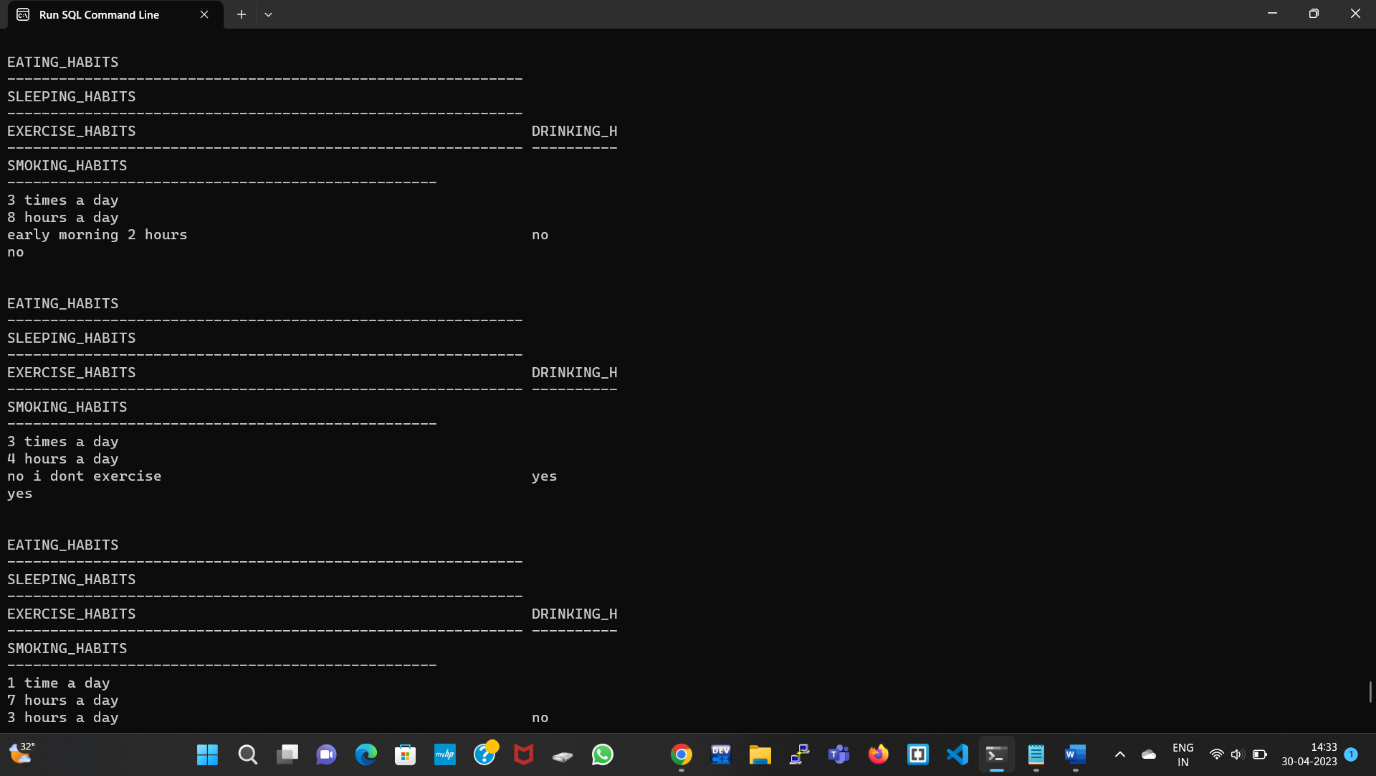 Run SQL Command Line
EATING_HABITS
------------------------------------------------------------
SLEEPING_HABITS
------------------------------------------------------------
EXERCISE_HABITS DRINKING_H
------------------------------------------------------------ ----------
SMOKING_HABITS
--------------------------------------------------
3 times a day
8 hours a day
early morning 2 hours no
no
EATING_HABITS
------------------------------------------------------------
SLEEPING_HABITS
------------------------------------------------------------
EXERCISE_HABITS DRINKING_H
------------------------------------------------------------ ----------
SMOKING_HABITS
--------------------------------------------------
3 times a day
4 hours a day
no i dont exercise yes
yes
EATING_HABITS
------------------------------------------------------------
SLEEPING_HABITS
------------------------------------------------------------
EXERCISE_HABITS DRINKING_H
------------------------------------------------------------ ----------
SMOKING_HABITS
--------------------------------------------------
1 time a day
7 hours a day
3 hours a day no
32°
myhp
DEV
C++
ENG
IN
14:33
30-04-2023
1